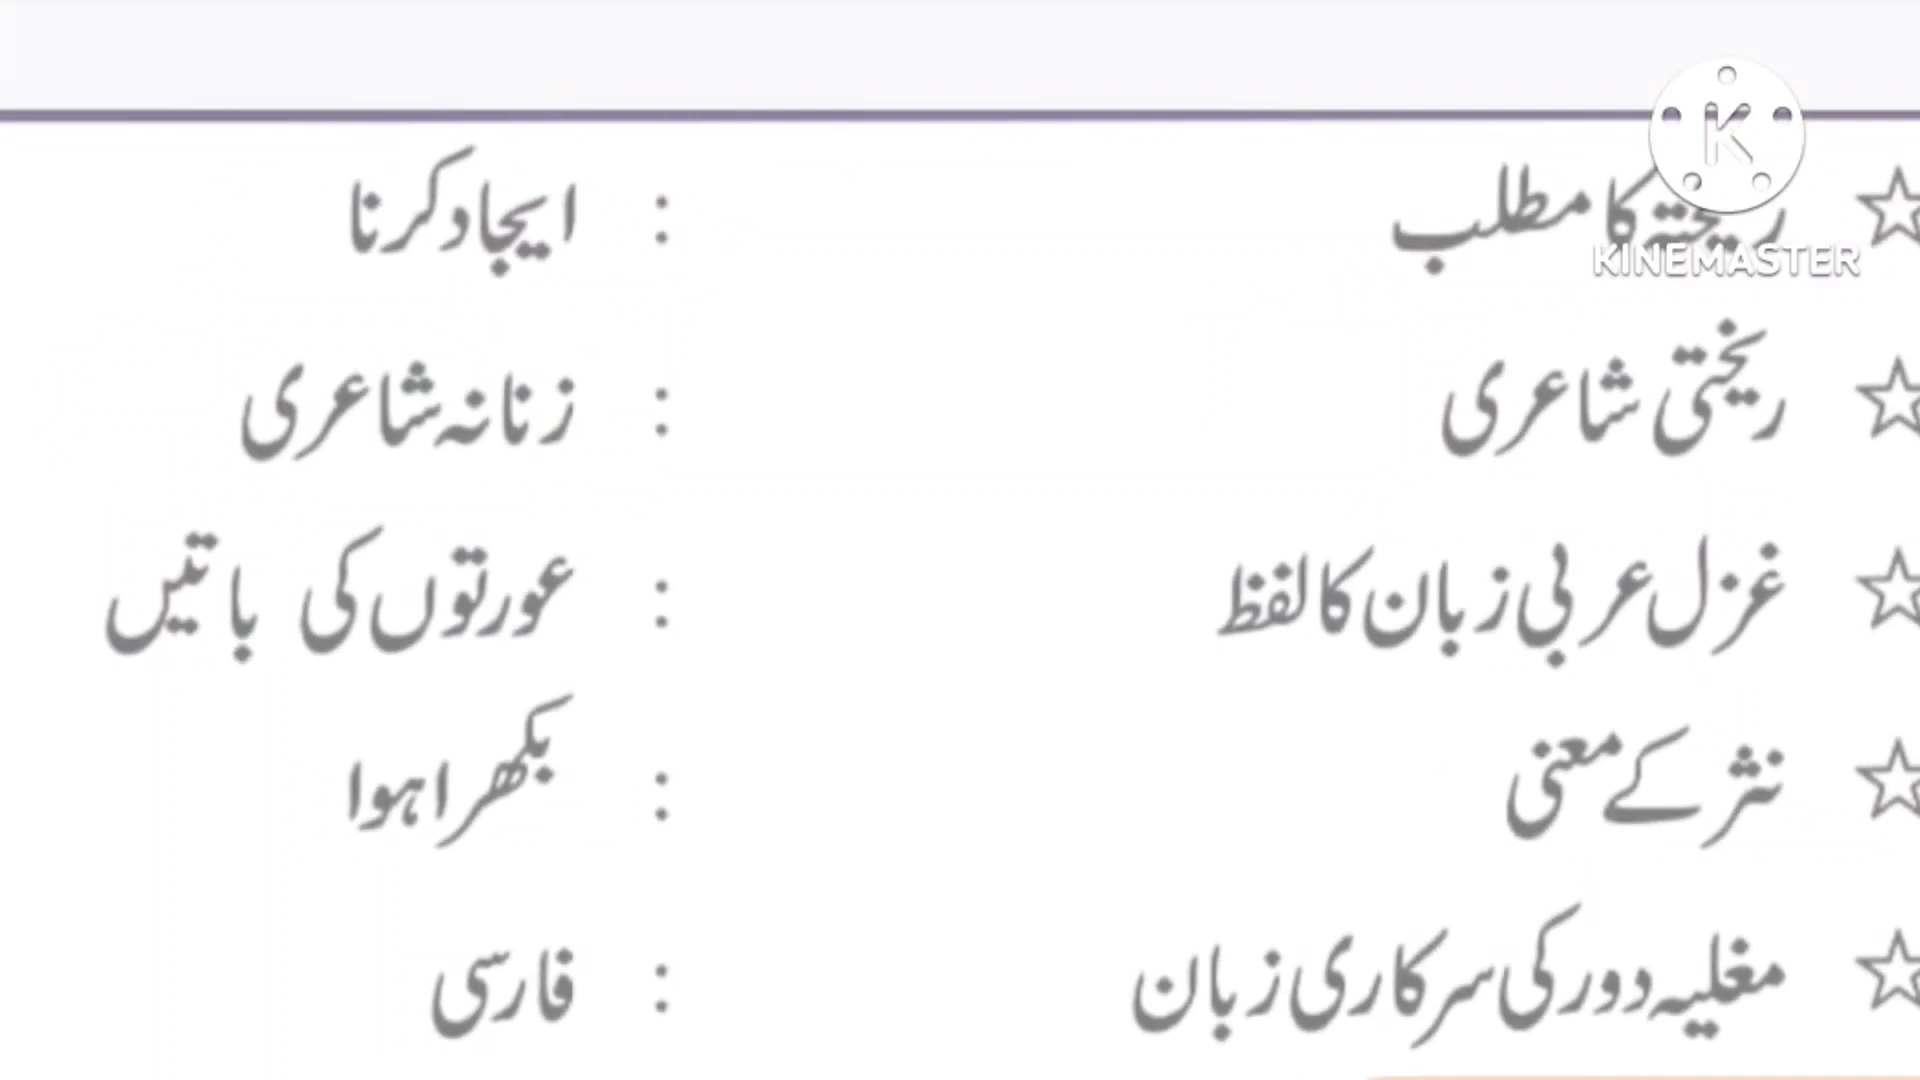 ☆ ریختہ کا مطلب : ایجاد کرنا
KINEMASTER
☆ ریختی شاعری : زنانہ شاعری
☆ غزل عربی زبان کا لفظ : عورتوں کی باتیں
☆ نثر کے معنی : بکھرا ہوا
☆ مغلیہ دور کی سرکاری زبان : فارسی